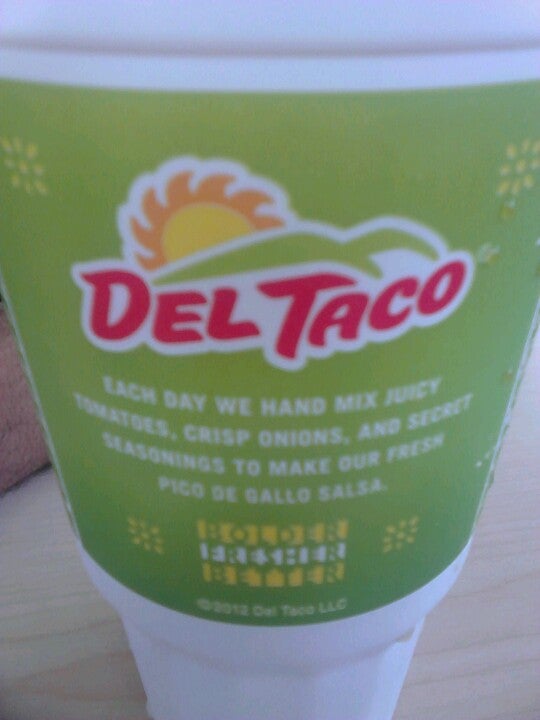 DEL TACO
EACH DAY WE HAND MIX JUICY
TOMATOES, CRISP ONIONS, AND SECRET
SEASONINGS TO MAKE OUR FRESH
PICO DE GALLO SALSA.
BOLDER
FRESHER
BETTER
©2012 Del Taco LLC